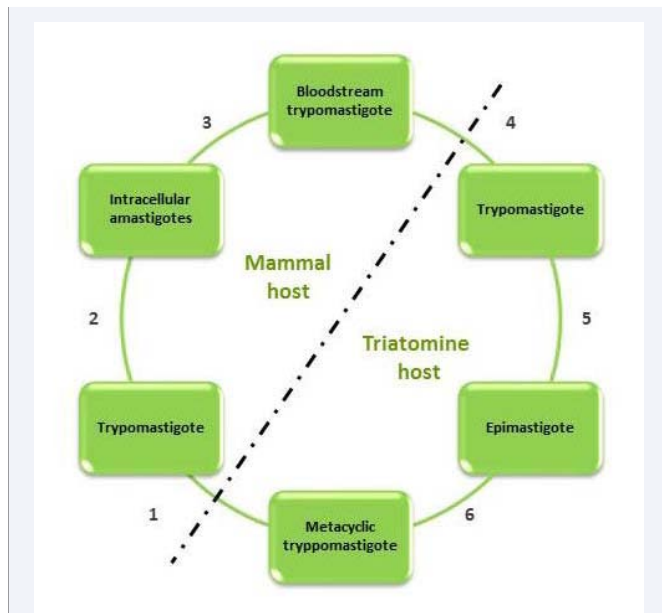 Bloodstream
trypomastigote
3
4
Intracellular
amastigotes
Trypomastigote
Mammal
host
2
5
Triatomine
host
Trypomastigote
Epimastigote
1
6
Metacyclic
tryppomastigote